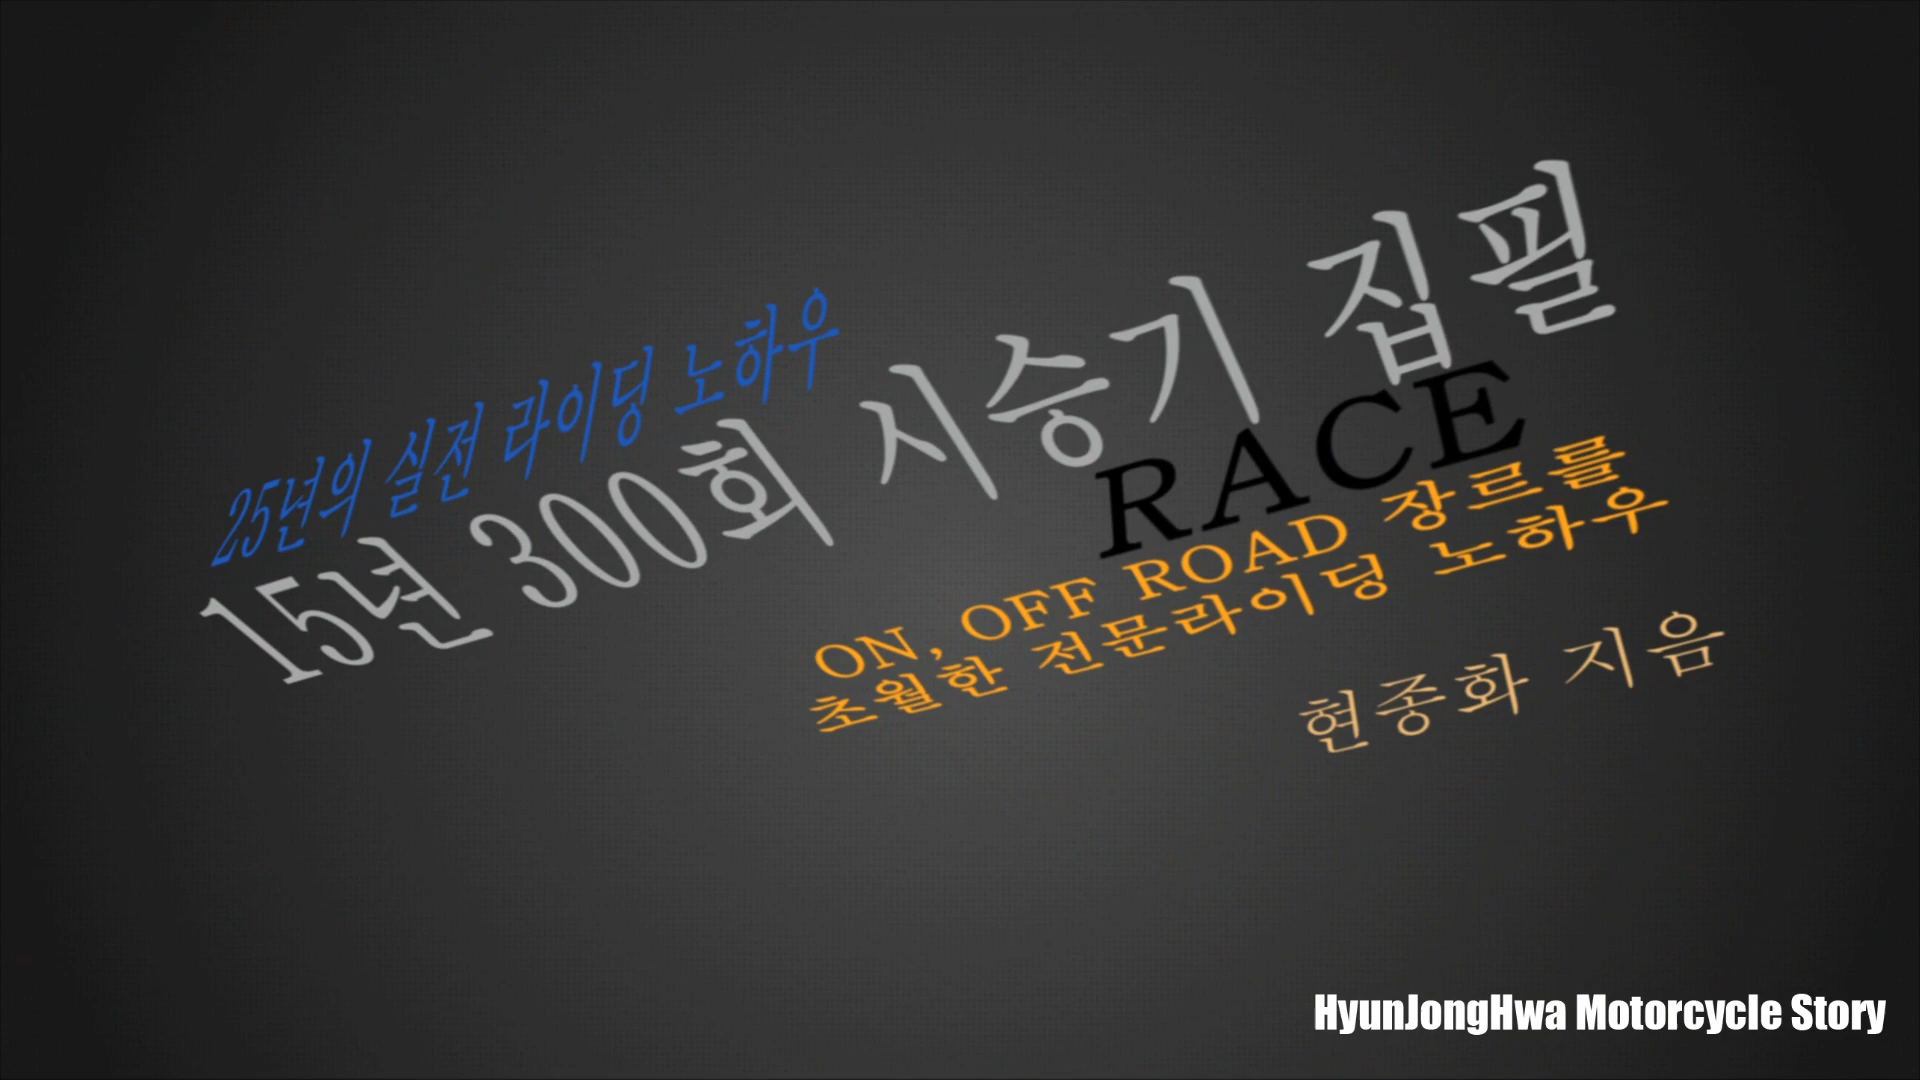 25년의 실전 라이딩 노하우
15년 300회 시승기 집필
RACE
ON, OFF ROAD 장르를
초월한 전문라이딩 노하우
현종화 지음
HyunJongHwa Motorcycle Story